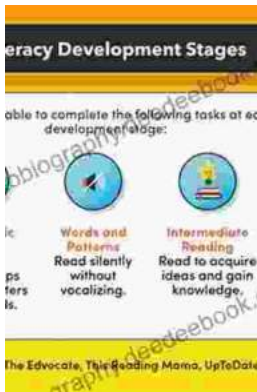 eracy Development Stages
able to complete the following tasks at ea
development stage:
ic
Words and
Patterns
Read silently
without
vocalizing.
ps
ters
ls.
Intermediate
Reading
Read to acquire
ideas and gain
knowledge.
The Edvocate, This Reading Mama, UpToDate